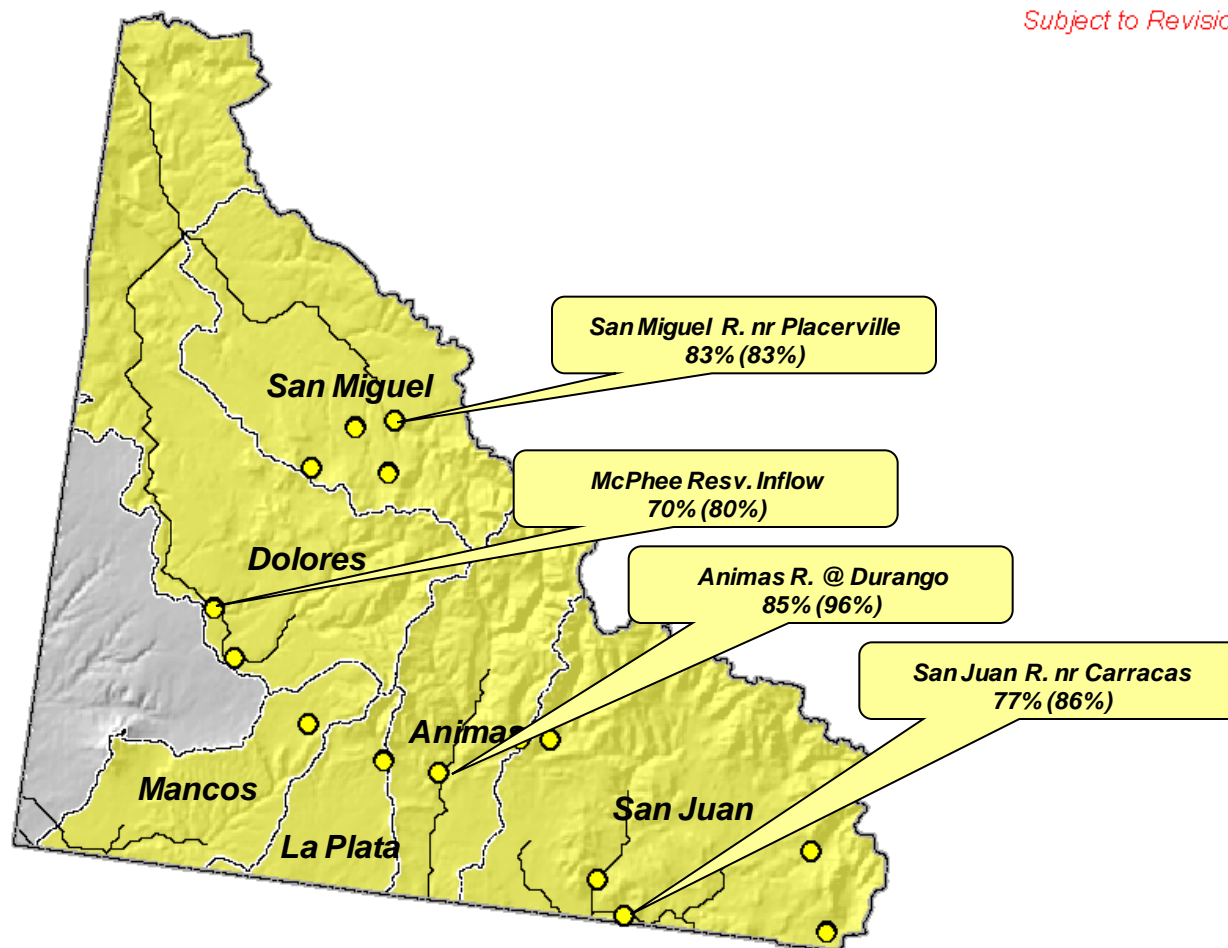 Subject to Revisio
San Miguel R. nr Placerville
83% (83%)
San Miguel
McPhee Resv. Inflow
70% (80%)
Dolores
Animas R. @ Durango
85% (96%)
San Juan R. nr Carracas
77% (86%)
Animas
Mancos
San Juan
La Plata